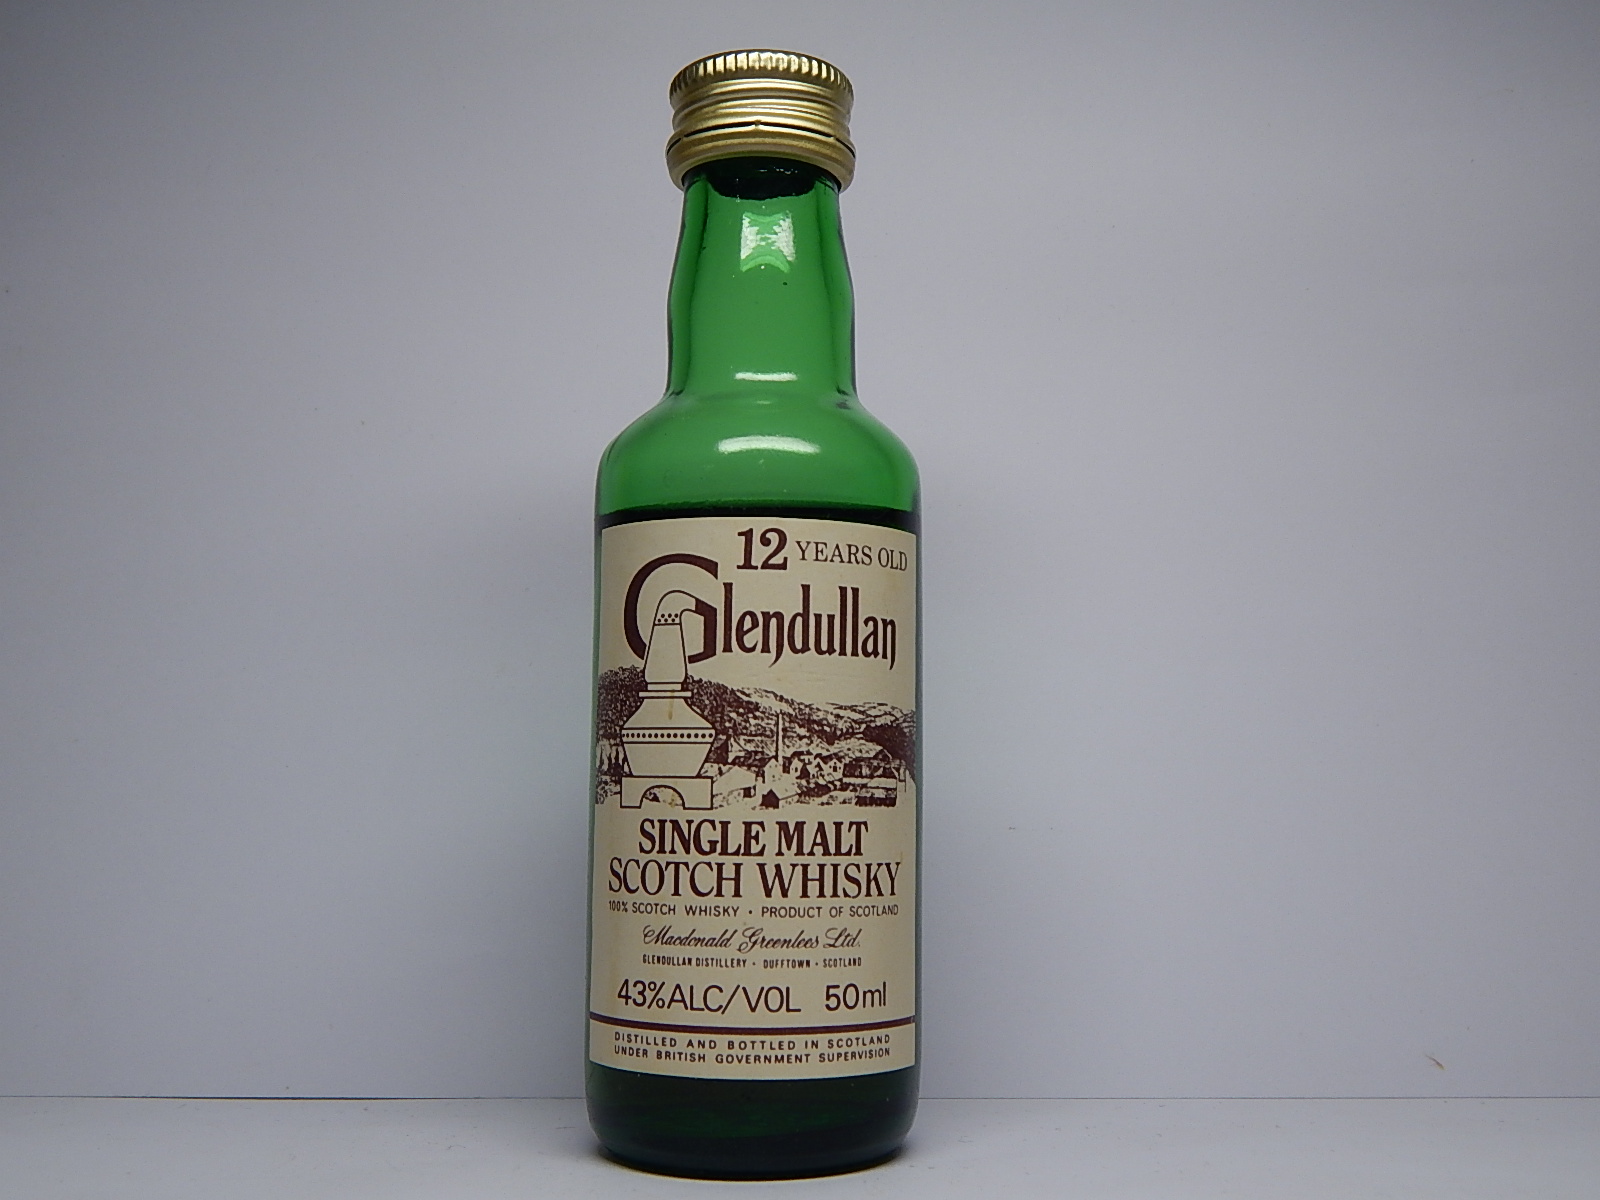 12 YEARS OLD
Glendullan
SINGLE MALT
SCOTCH WHISKY
100% SCOTCH WHISKY • PRODUCT OF SCOTLAND
Macdonald Greenlees Ltd.
GLENDULLAN DISTILLERY • DUFFTOWN • SCOTLAND
43%ALC/VOL 50ml
DISTILLED AND BOTTLED IN SCOTLAND
UNDER BRITISH GOVERNMENT SUPERVISION